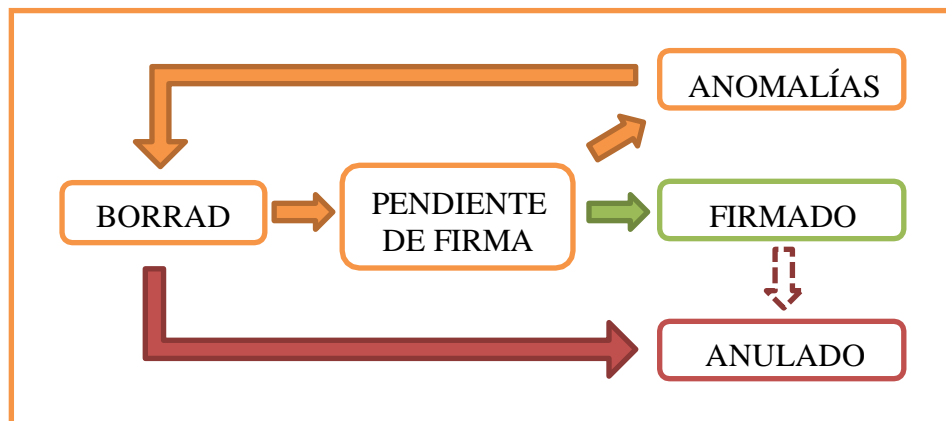 ANOMALÍAS
BORRAD
PENDIENTE
DE FIRMA
FIRMADO
ANULADO